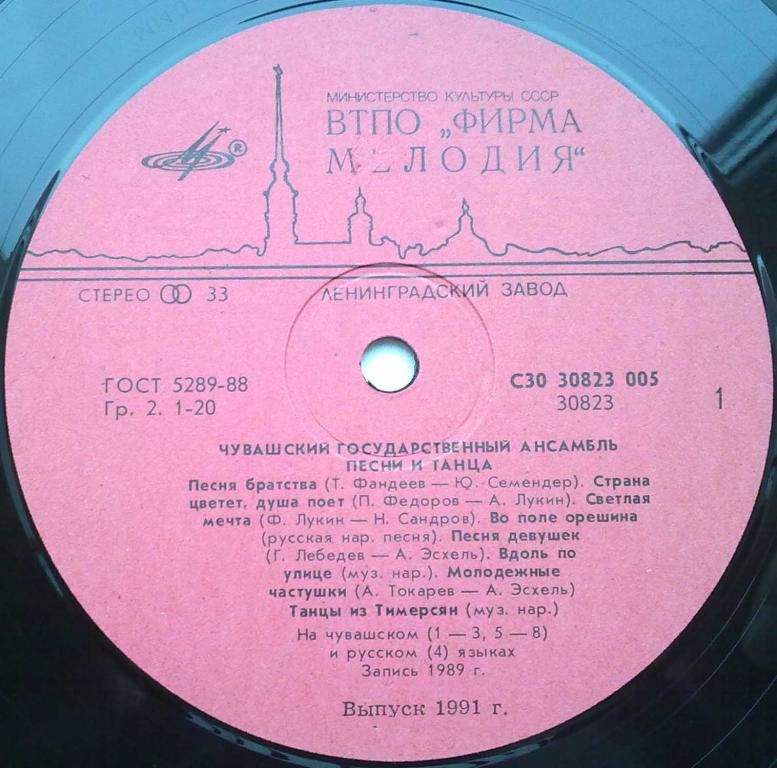 МИНИСТЕРСТВО КУЛЬТУРЫ СССР
ВТПО „ФИРМА
МЕЛОДИЯ“
®
СТЕРЕО 33
ЛЕНИНГРАДСКИЙ ЗАВОД
ГОСТ 5289-88
Гр. 2. 1-20
С30 30823 005
30823
1
ЧУВАШСКИЙ ГОСУДАРСТВЕННЫЙ АНСАМБЛЬ
ПЕСНИ И ТАНЦА
Песня братства (Т. Фандеев — Ю. Семендер). Страна
цветет, душа поет (П. Федоров — А. Лукин). Светлая
мечта (Ф. Лукин — Н. Сандров). Во поле орешина
(русская нар. песня). Песня девушек
(Г. Лебедев — А. Эсхель). Вдоль по
улице (муз. нар.). Молодежные
частушки (А. Токарев — А. Эсхель)
Танцы из Тимерсян (муз. нар.)
На чувашском (1 — 3, 5 — 8)
и русском (4) языках
Запись 1989 г.
Выпуск 1991 г.